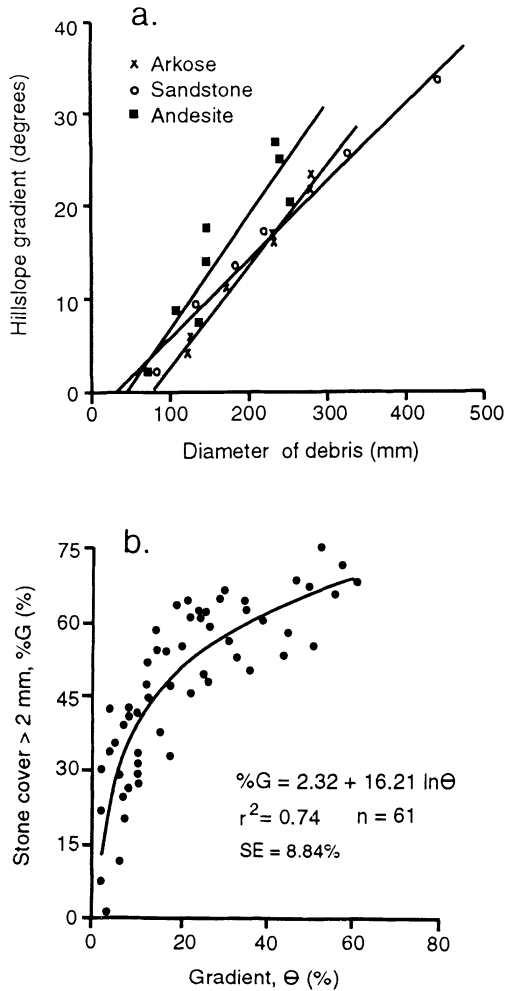 a.
40
30
20
10
0
Hillslope gradient (degrees)
x Arkose
o Sandstone
■ Andesite
0 100 200 300 400 500
Diameter of debris (mm)
b.
75
60
45
30
15
0
Stone cover > 2 mm, %G (%)
%G = 2.32 + 16.21 lnΘ
r² = 0.74 n = 61
SE = 8.84%
0 20 40 60 80
Gradient, Θ (%)